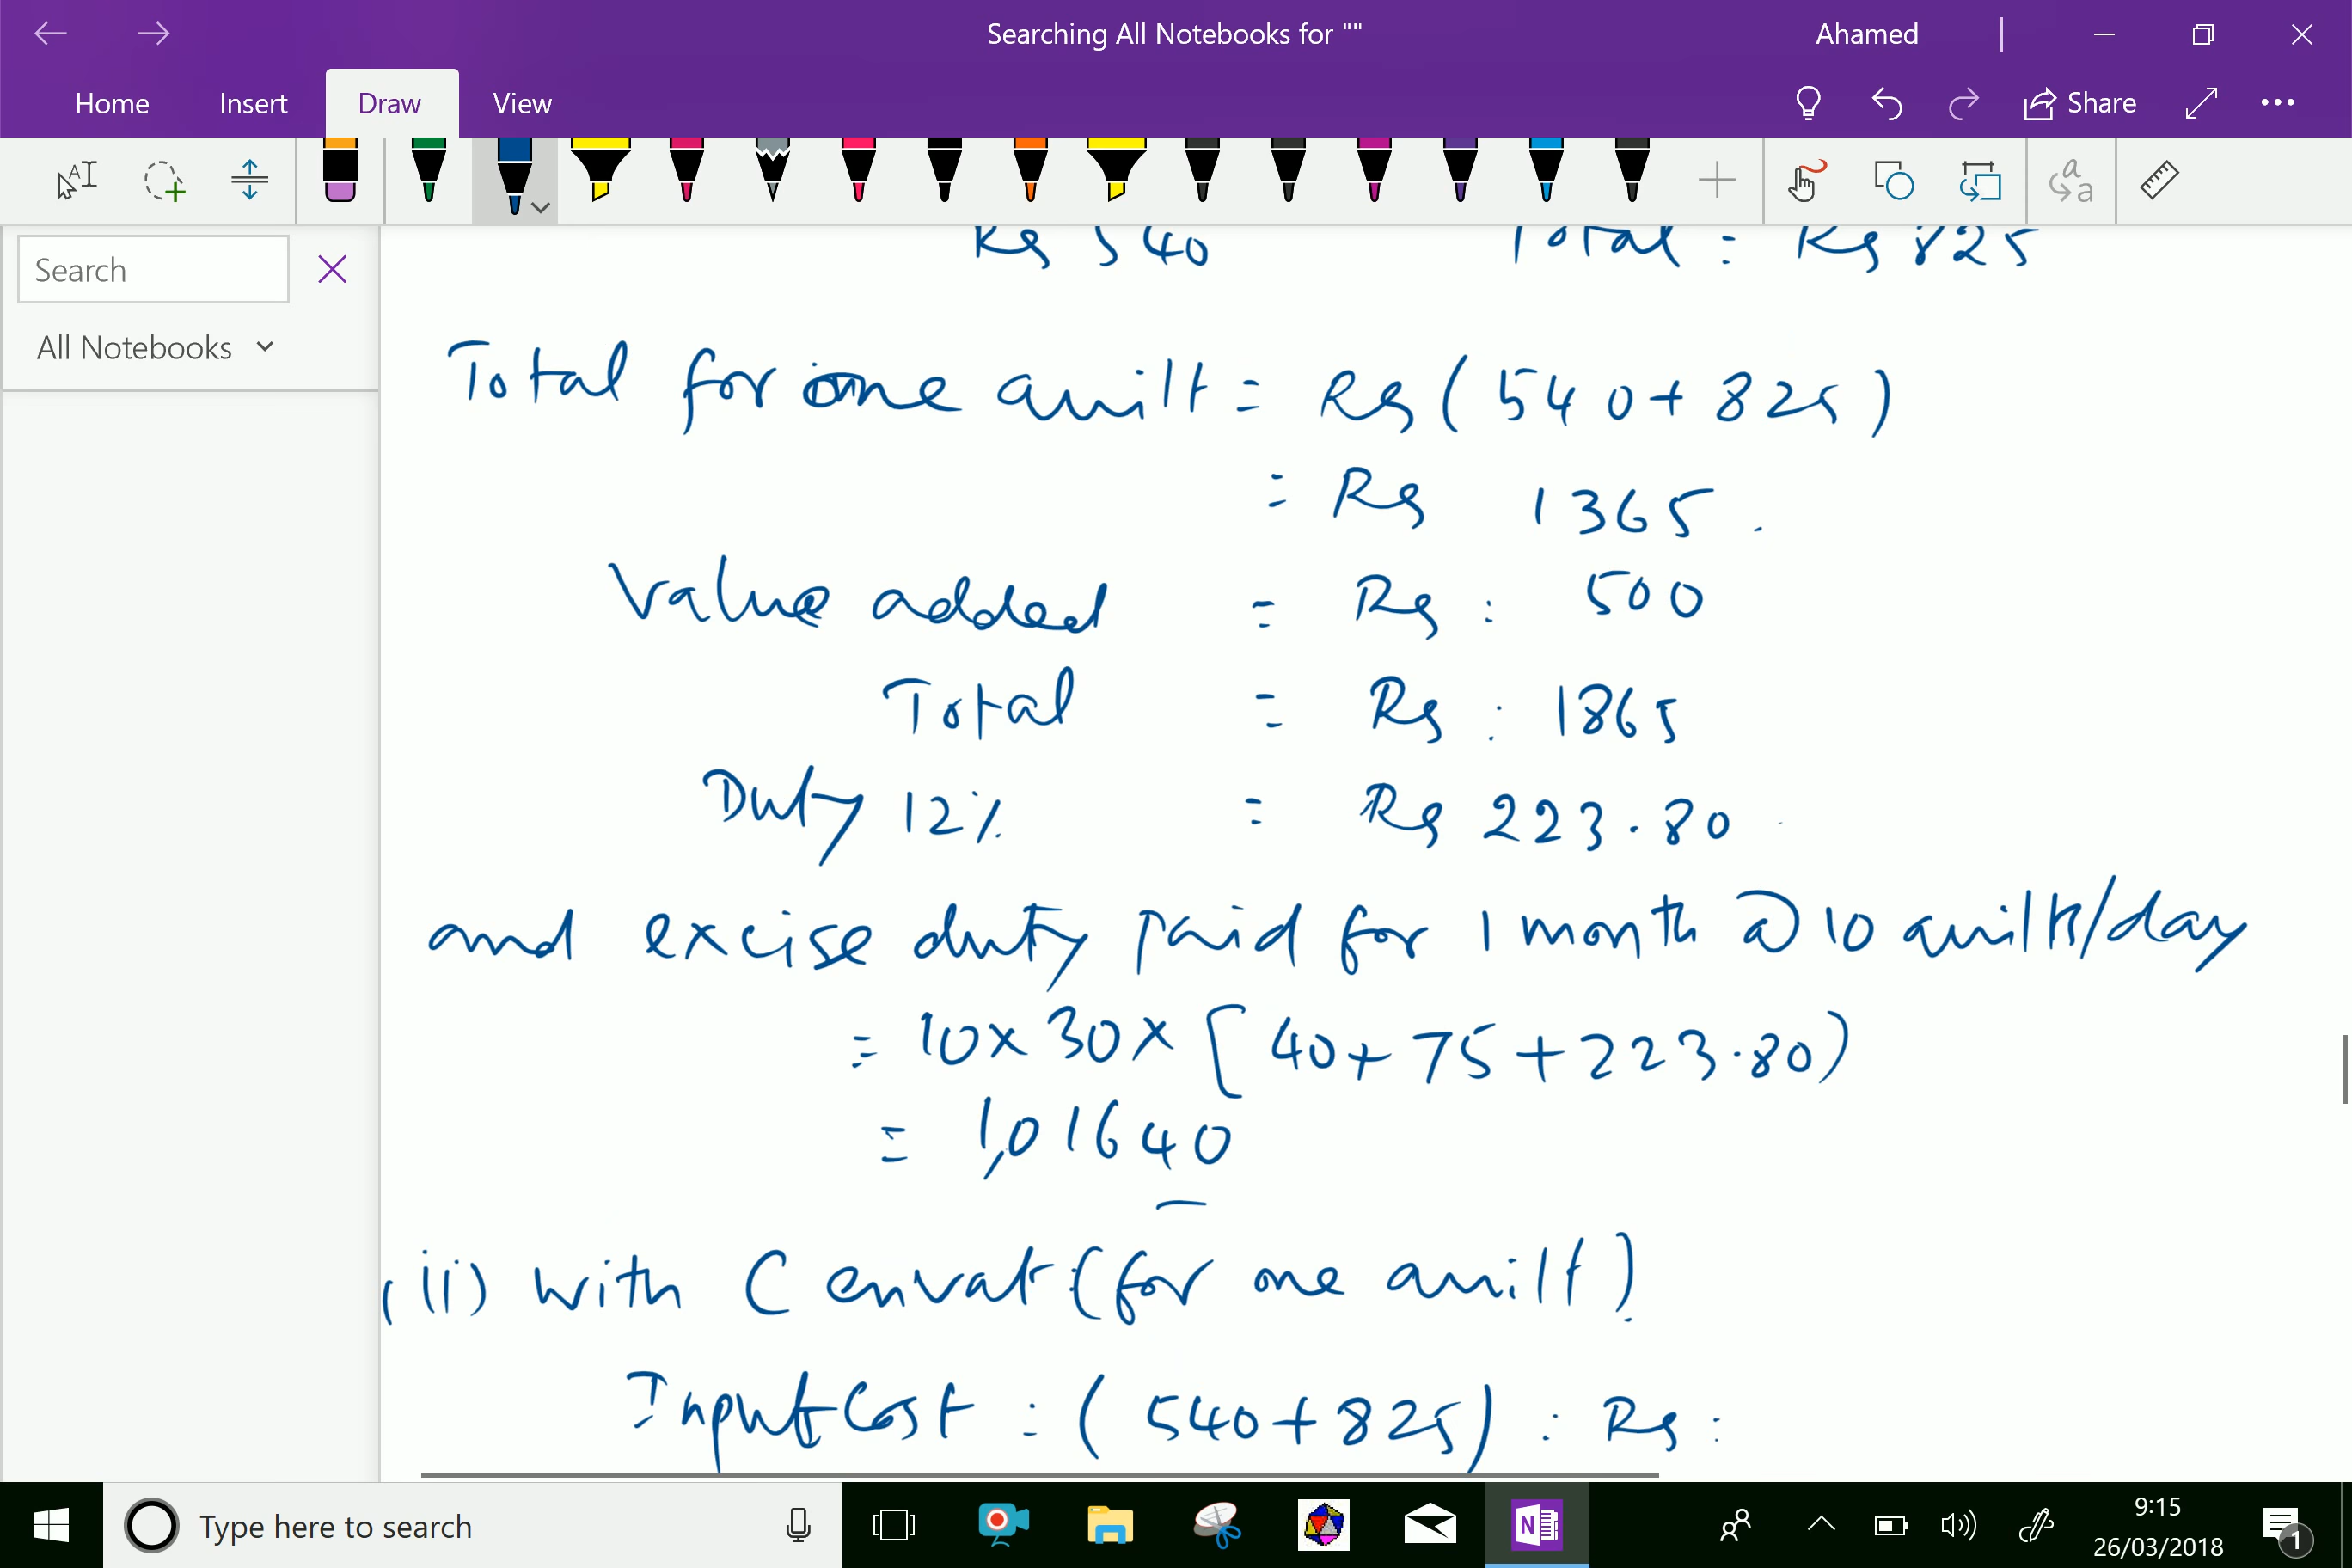 Searching All Notebooks for ""
Ahamed
Home Insert Draw View
Share
Search
All Notebooks
Rs 540 Total : Rs 825
Total for one quilt = Rs (540+825)
= Rs 1365.
Value added = Rs : 500
Total = Rs : 1865
Duty 12% = Rs 223.80
and excise duty paid for 1 month @ 10 quilts/day
= 10 x 30 x [40+75+223.80)
= 1,01640
(ii) with Cenvat (for one quilt)
Input Cost : (540+825) : Rs :
Type here to search
9:15
26/03/2018
1